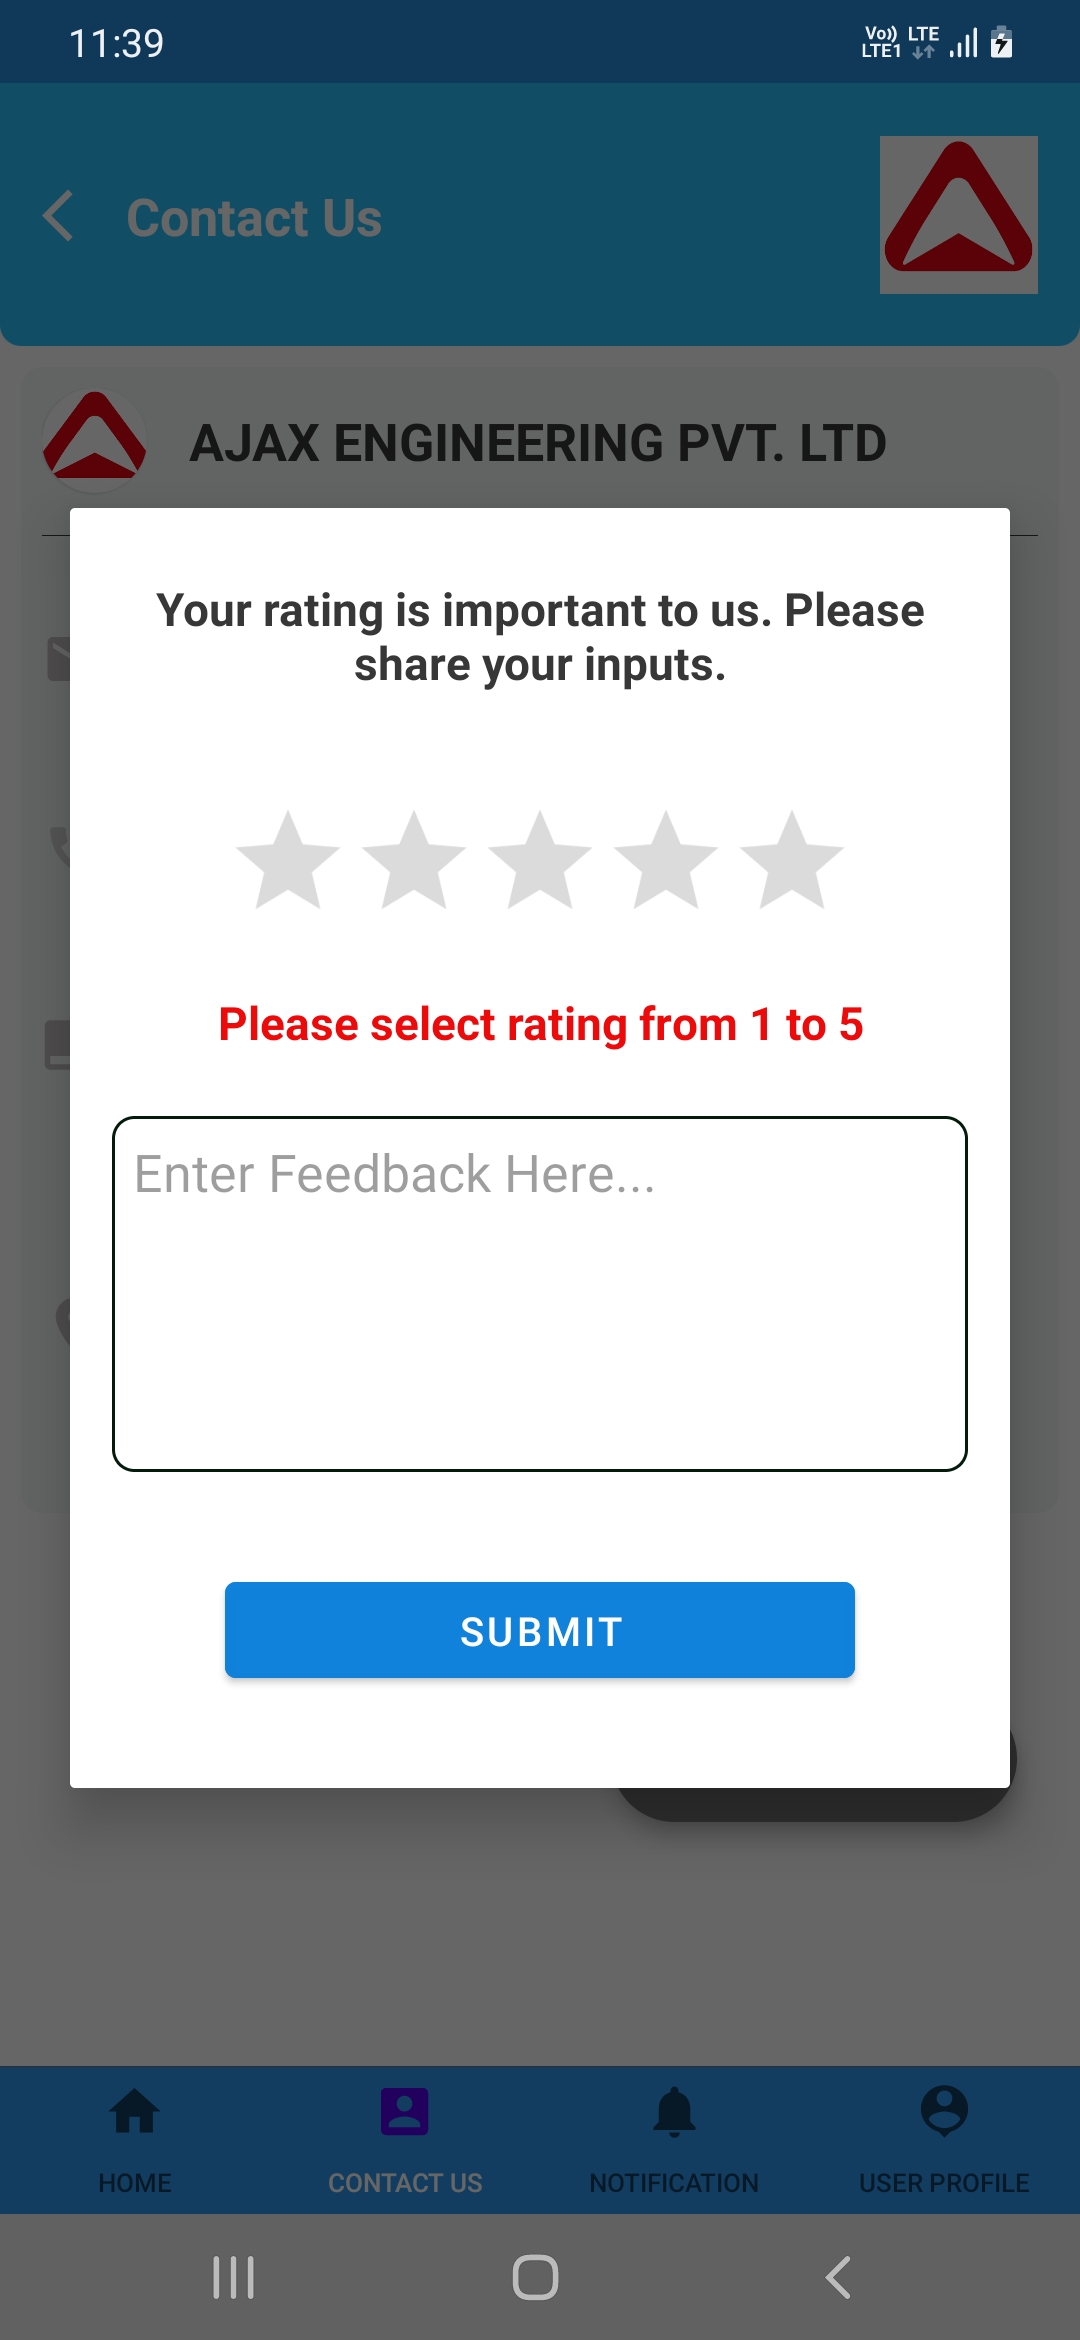 11:39
Vo)) LTE
LTE1
Contact Us
AJAX ENGINEERING PVT. LTD
Your rating is important to us. Please
share your inputs.
Please select rating from 1 to 5
Enter Feedback Here...
SUBMIT
HOME
CONTACT US
NOTIFICATION
USER PROFILE